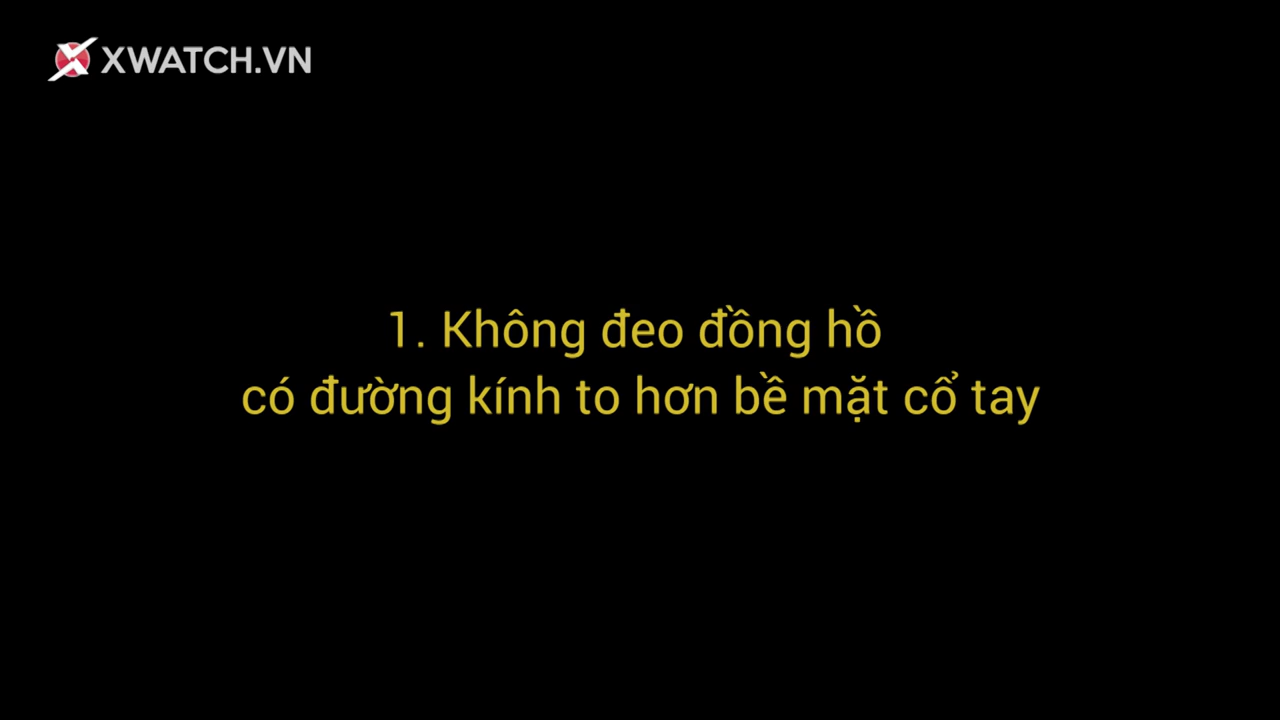 XWATCH.VN
1. Không đeo đồng hồ
có đường kính to hơn bề mặt cổ tay